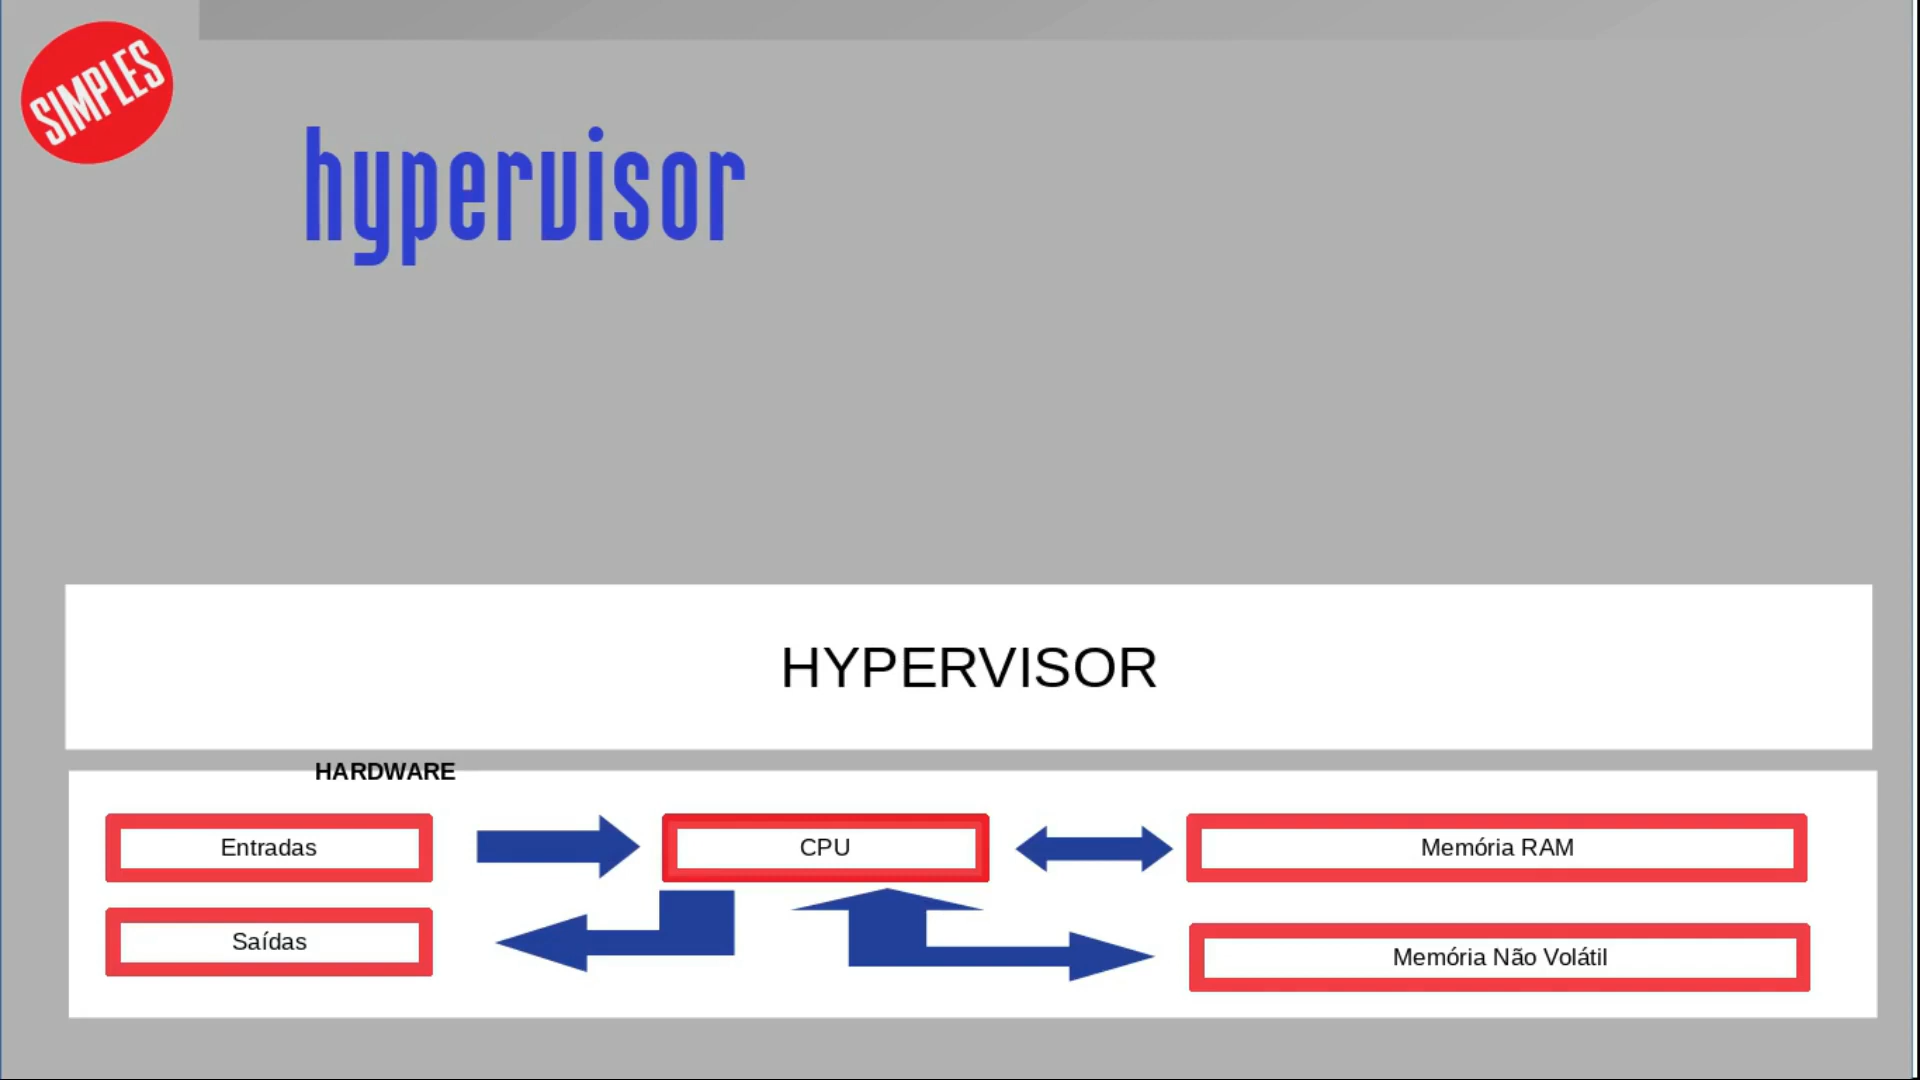 SIMPLES
hypervisor
HYPERVISOR
HARDWARE
Entradas
CPU
Memória RAM
Saídas
Memória Não Volátil